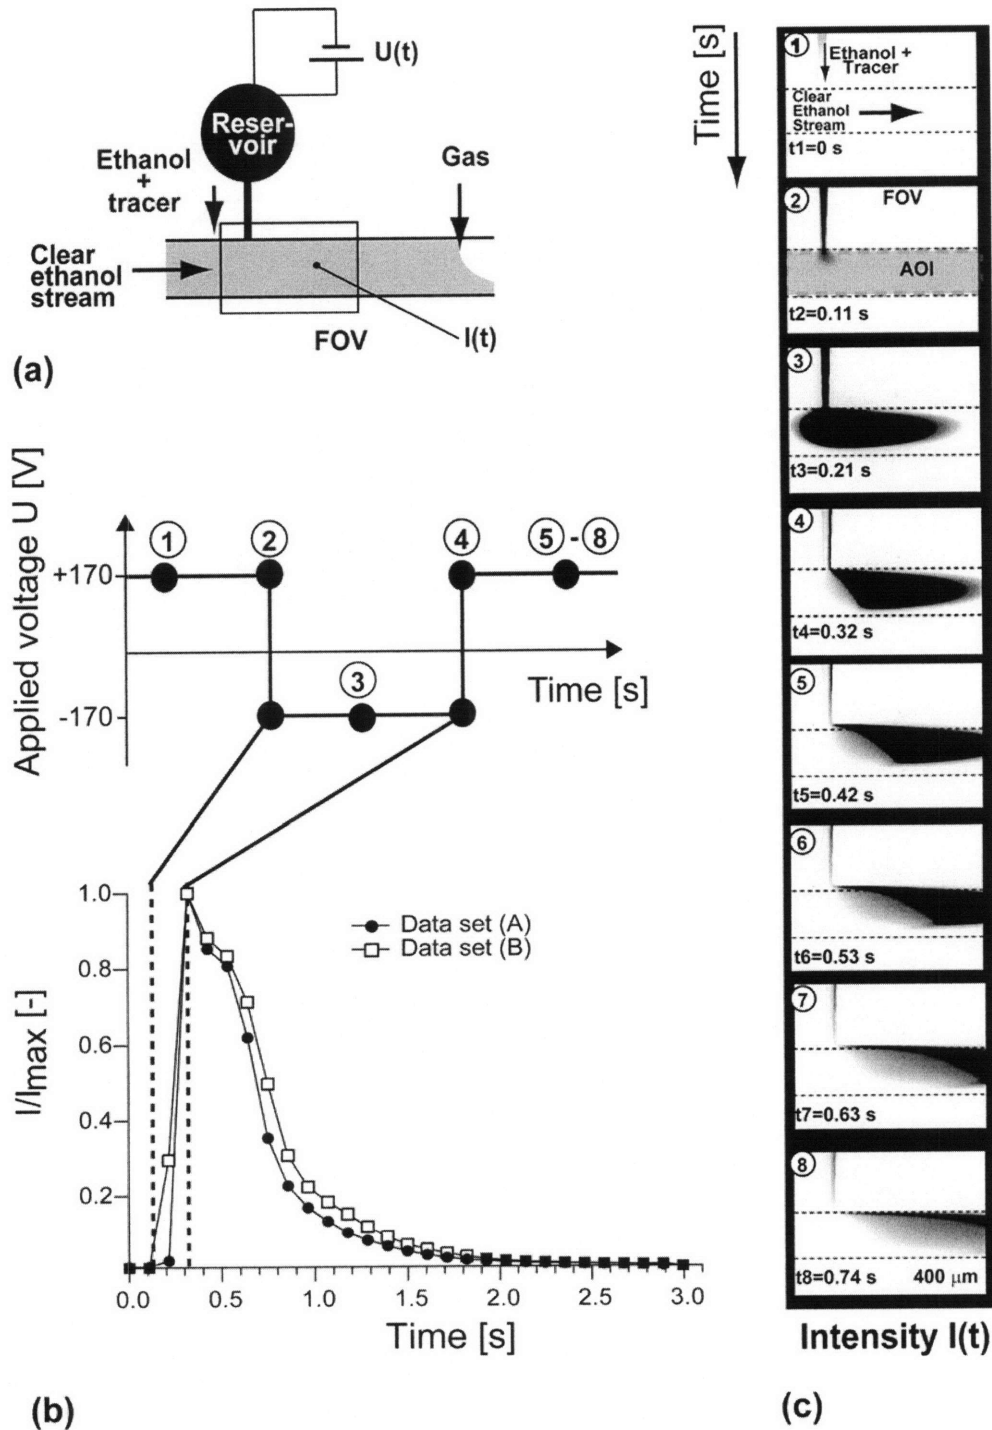 U(t)
Reser-
voir
Ethanol
+
tracer
Gas
Clear
ethanol
stream
FOV
I(t)
(a)
Applied voltage U [V]
+170
-170
1
2
3
4
5 - 8
Time [s]
I/Imax [-]
1.0
0.8
0.6
0.4
0.2
Data set (A)
Data set (B)
0.0
0.5
1.0
1.5
2.0
2.5
3.0
Time [s]
(b)
Time [s]
1
Ethanol +
Tracer
Clear
Ethanol
Stream
t1=0 s
2
FOV
AOI
t2=0.11 s
3
t3=0.21 s
4
t4=0.32 s
5
t5=0.42 s
6
t6=0.53 s
7
t7=0.63 s
8
t8=0.74 s
400 μm
Intensity I(t)
(c)